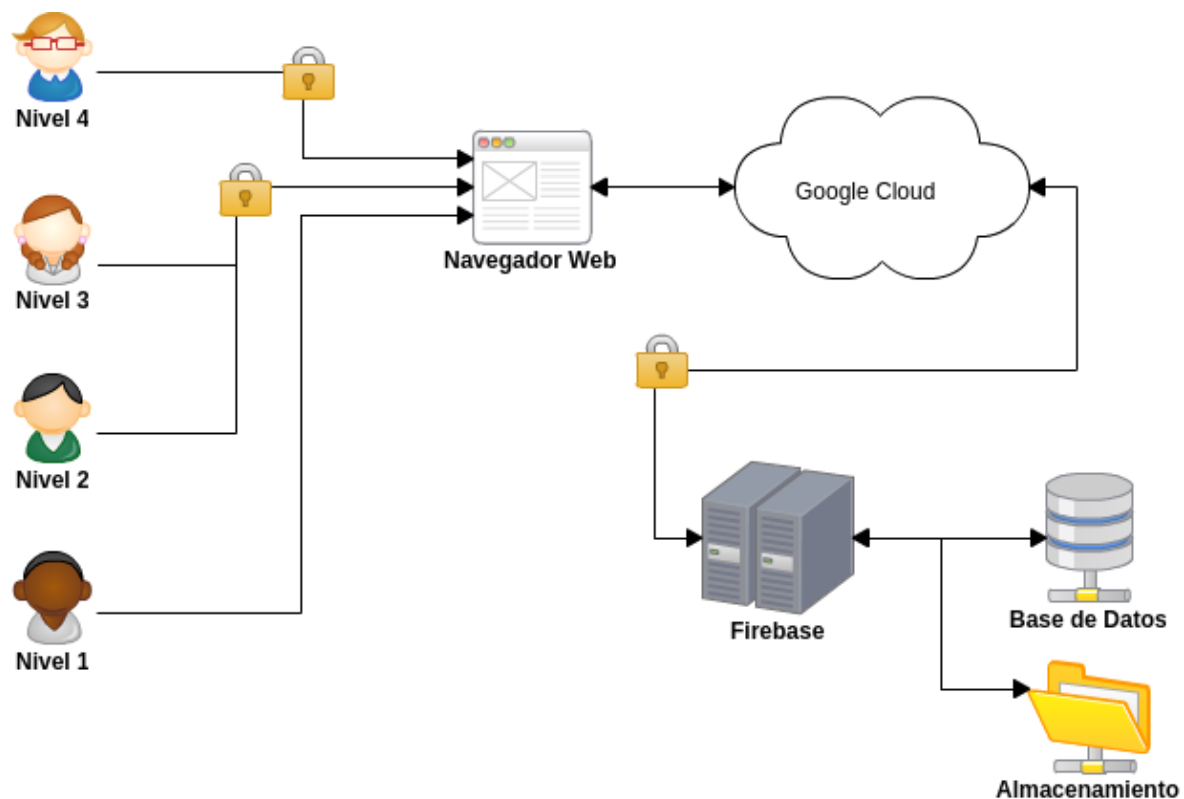 Nivel 4
Nivel 3
Nivel 2
Nivel 1
Navegador Web
Google Cloud
Firebase
Base de Datos
Almacenamiento